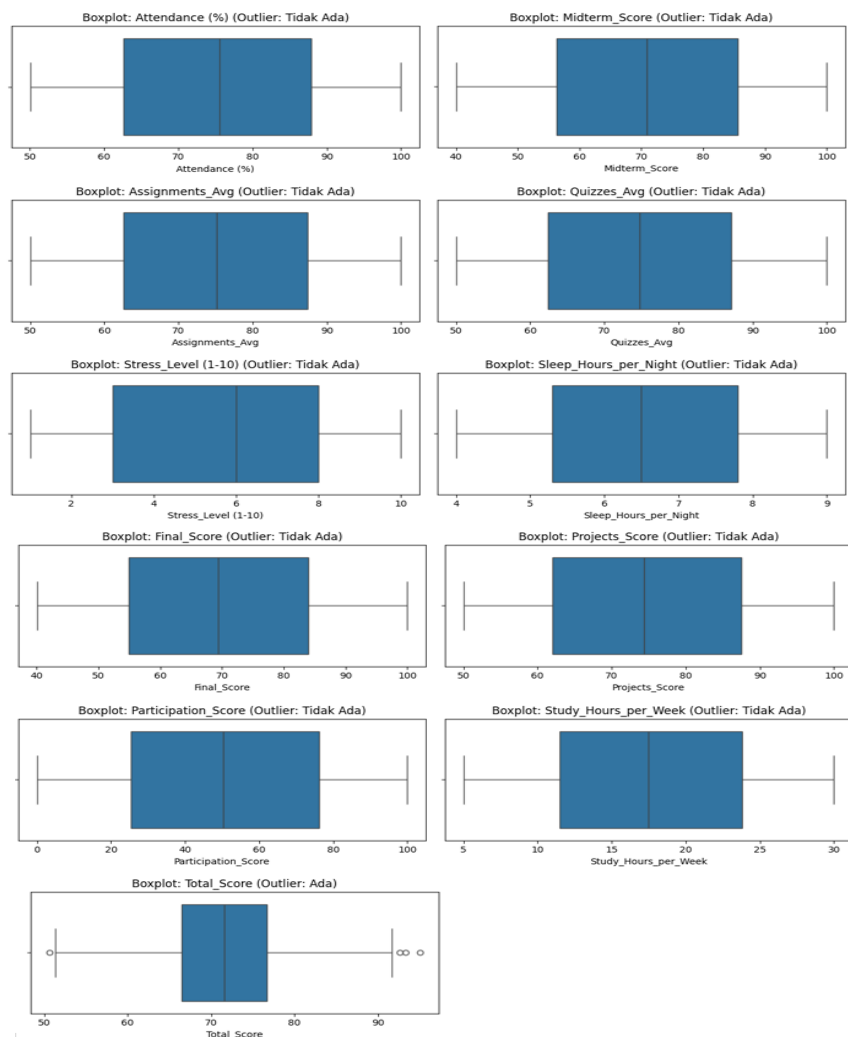 Boxplot: Attendance (%) (Outlier: Tidak Ada)
50 60 70 80 90 100
Attendance (%)
Boxplot: Midterm_Score (Outlier: Tidak Ada)
40 50 60 70 80 90 100
Midterm_Score
Boxplot: Assignments_Avg (Outlier: Tidak Ada)
50 60 70 80 90 100
Assignments_Avg
Boxplot: Quizzes_Avg (Outlier: Tidak Ada)
50 60 70 80 90 100
Quizzes_Avg
Boxplot: Stress_Level (1-10) (Outlier: Tidak Ada)
2 4 6 8 10
Stress_Level (1-10)
Boxplot: Sleep_Hours_per_Night (Outlier: Tidak Ada)
4 5 6 7 8 9
Sleep_Hours_per_Night
Boxplot: Final_Score (Outlier: Tidak Ada)
40 50 60 70 80 90 100
Final_Score
Boxplot: Projects_Score (Outlier: Tidak Ada)
50 60 70 80 90 100
Projects_Score
Boxplot: Participation_Score (Outlier: Tidak Ada)
0 20 40 60 80 100
Participation_Score
Boxplot: Study_Hours_per_Week (Outlier: Tidak Ada)
5 10 15 20 25 30
Study_Hours_per_Week
Boxplot: Total_Score (Outlier: Ada)
50 60 70 80 90
Total_Score